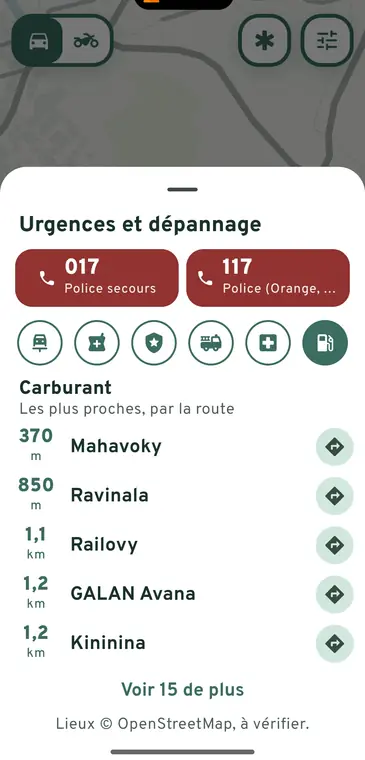 Urgences et dépannage
017
Police secours
117
Police (Orange, ...
Carburant
Les plus proches, par la route
370 m Mahavoky
850 m Ravinala
1,1 km Railovy
1,2 km GALAN Avana
1,2 km Kininina
Voir 15 de plus
Lieux © OpenStreetMap, à vérifier.